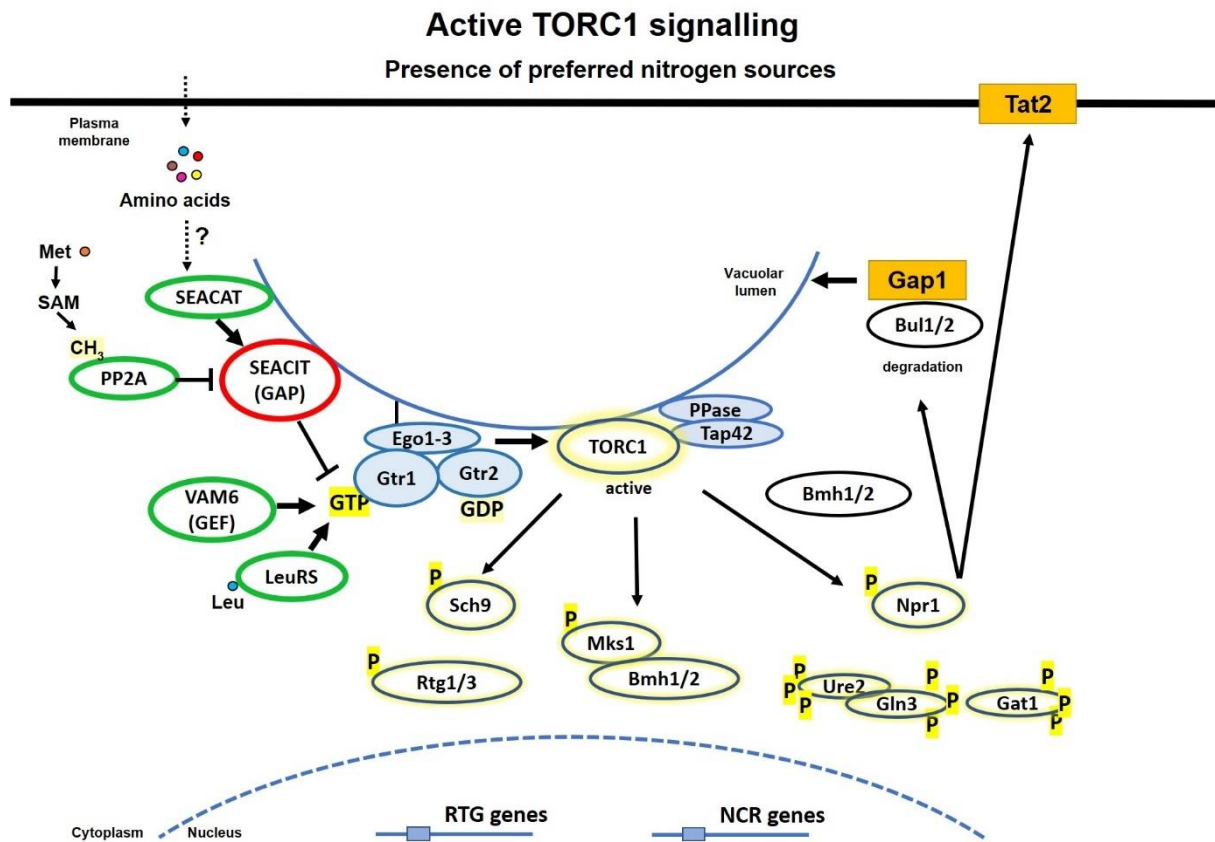 Active TORC1 signalling
Presence of preferred nitrogen sources
Tat2
Plasma
membrane
Amino acids
?
Met
SAM
CH3
PP2A
SEACAT
SEACIT
(GAP)
Vacuolar
lumen
Gap1
Bul1/2
degradation
PPase
Tap42
Ego1-3
TORC1
active
Gtr1
Gtr2
GTP
GDP
VAM6
(GEF)
LeuRS
Leu
Bmh1/2
P
Sch9
P
Mks1
Bmh1/2
P
Npr1
P
Rtg1/3
P
P
P
Ure2
Gln3
P
P
P
Gat1
P
P
P
RTG genes
NCR genes
Cytoplasm
Nucleus